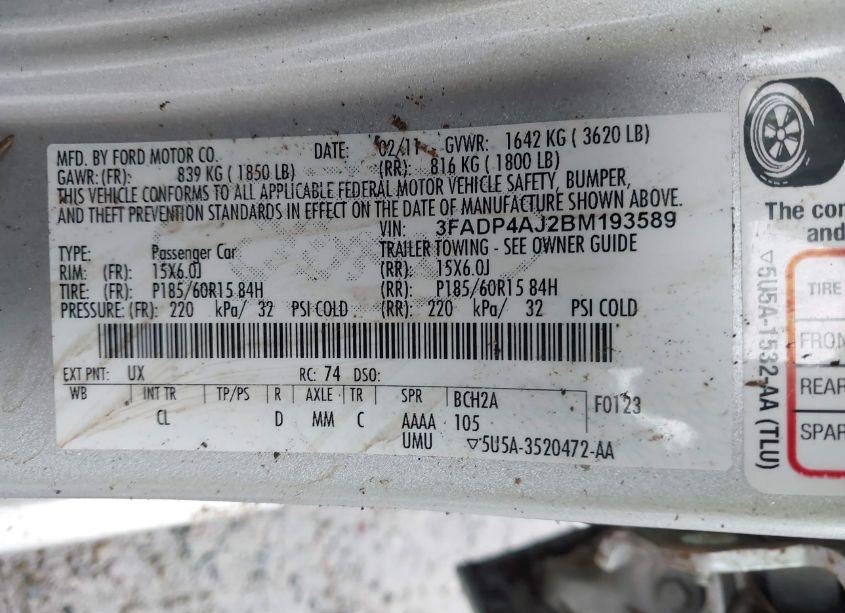 MFD. BY FORD MOTOR CO. DATE: 02/11 GVWR: 1642 KG ( 3620 LB)
GAWR:(FR): 839 KG ( 1850 LB) (RR): 816 KG ( 1800 LB)
THIS VEHICLE CONFORMS TO ALL APPLICABLE FEDERAL MOTOR VEHICLE SAFETY, BUMPER,
AND THEFT PREVENTION STANDARDS IN EFFECT ON THE DATE OF MANUFACTURE SHOWN ABOVE.
VIN: 3FADP4AJ2BM193589
TYPE: Passenger Car TRAILER TOWING - SEE OWNER GUIDE
RIM: (FR): 15X6.0J (RR): 15X6.0J
TIRE: (FR): P185/60R15 84H (RR): P185/60R15 84H
PRESSURE: (FR): 220 kPa/ 32 PSI COLD (RR): 220 kPa/ 32 PSI COLD
EXT PNT: UX RC: 74 DSO:
WB INT TR TP/PS R AXLE TR SPR BCH2A
CL D MM C AAAA 105 F0123
UMU ▽5U5A-3520472-AA
The con
and
▽5U5A-1532-AA (TLU)
TIRE
FRON
REAR
SPAR